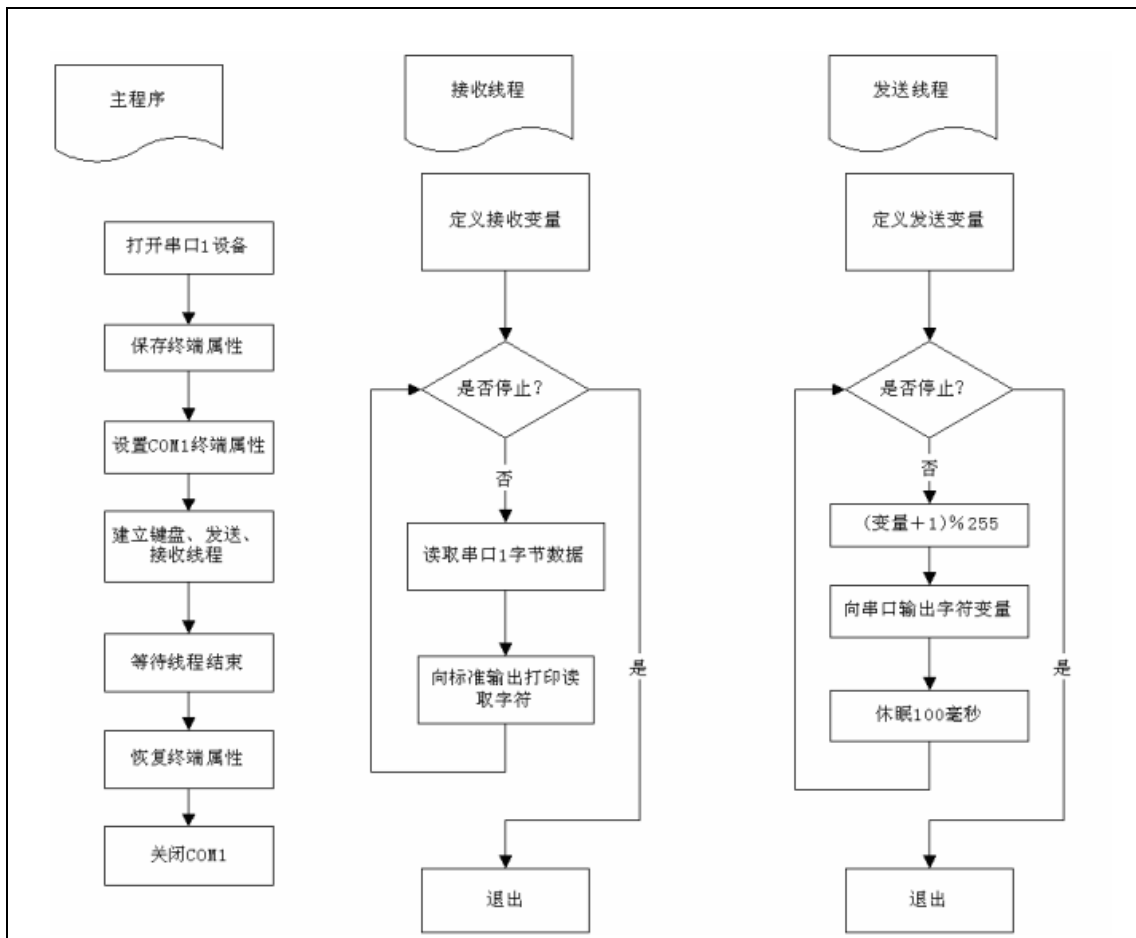 主程序
打开串口1设备
保存终端属性
设置COM1终端属性
建立键盘、发送、
接收线程
等待线程结束
恢复终端属性
关闭COM1
接收线程
定义接收变量
是否停止？
否
读取串口1字节数据
向标准输出打印读
取字符
是
退出
发送线程
定义发送变量
是否停止？
否
(变量＋1)％255
向串口输出字符变量
休眠100毫秒
是
退出